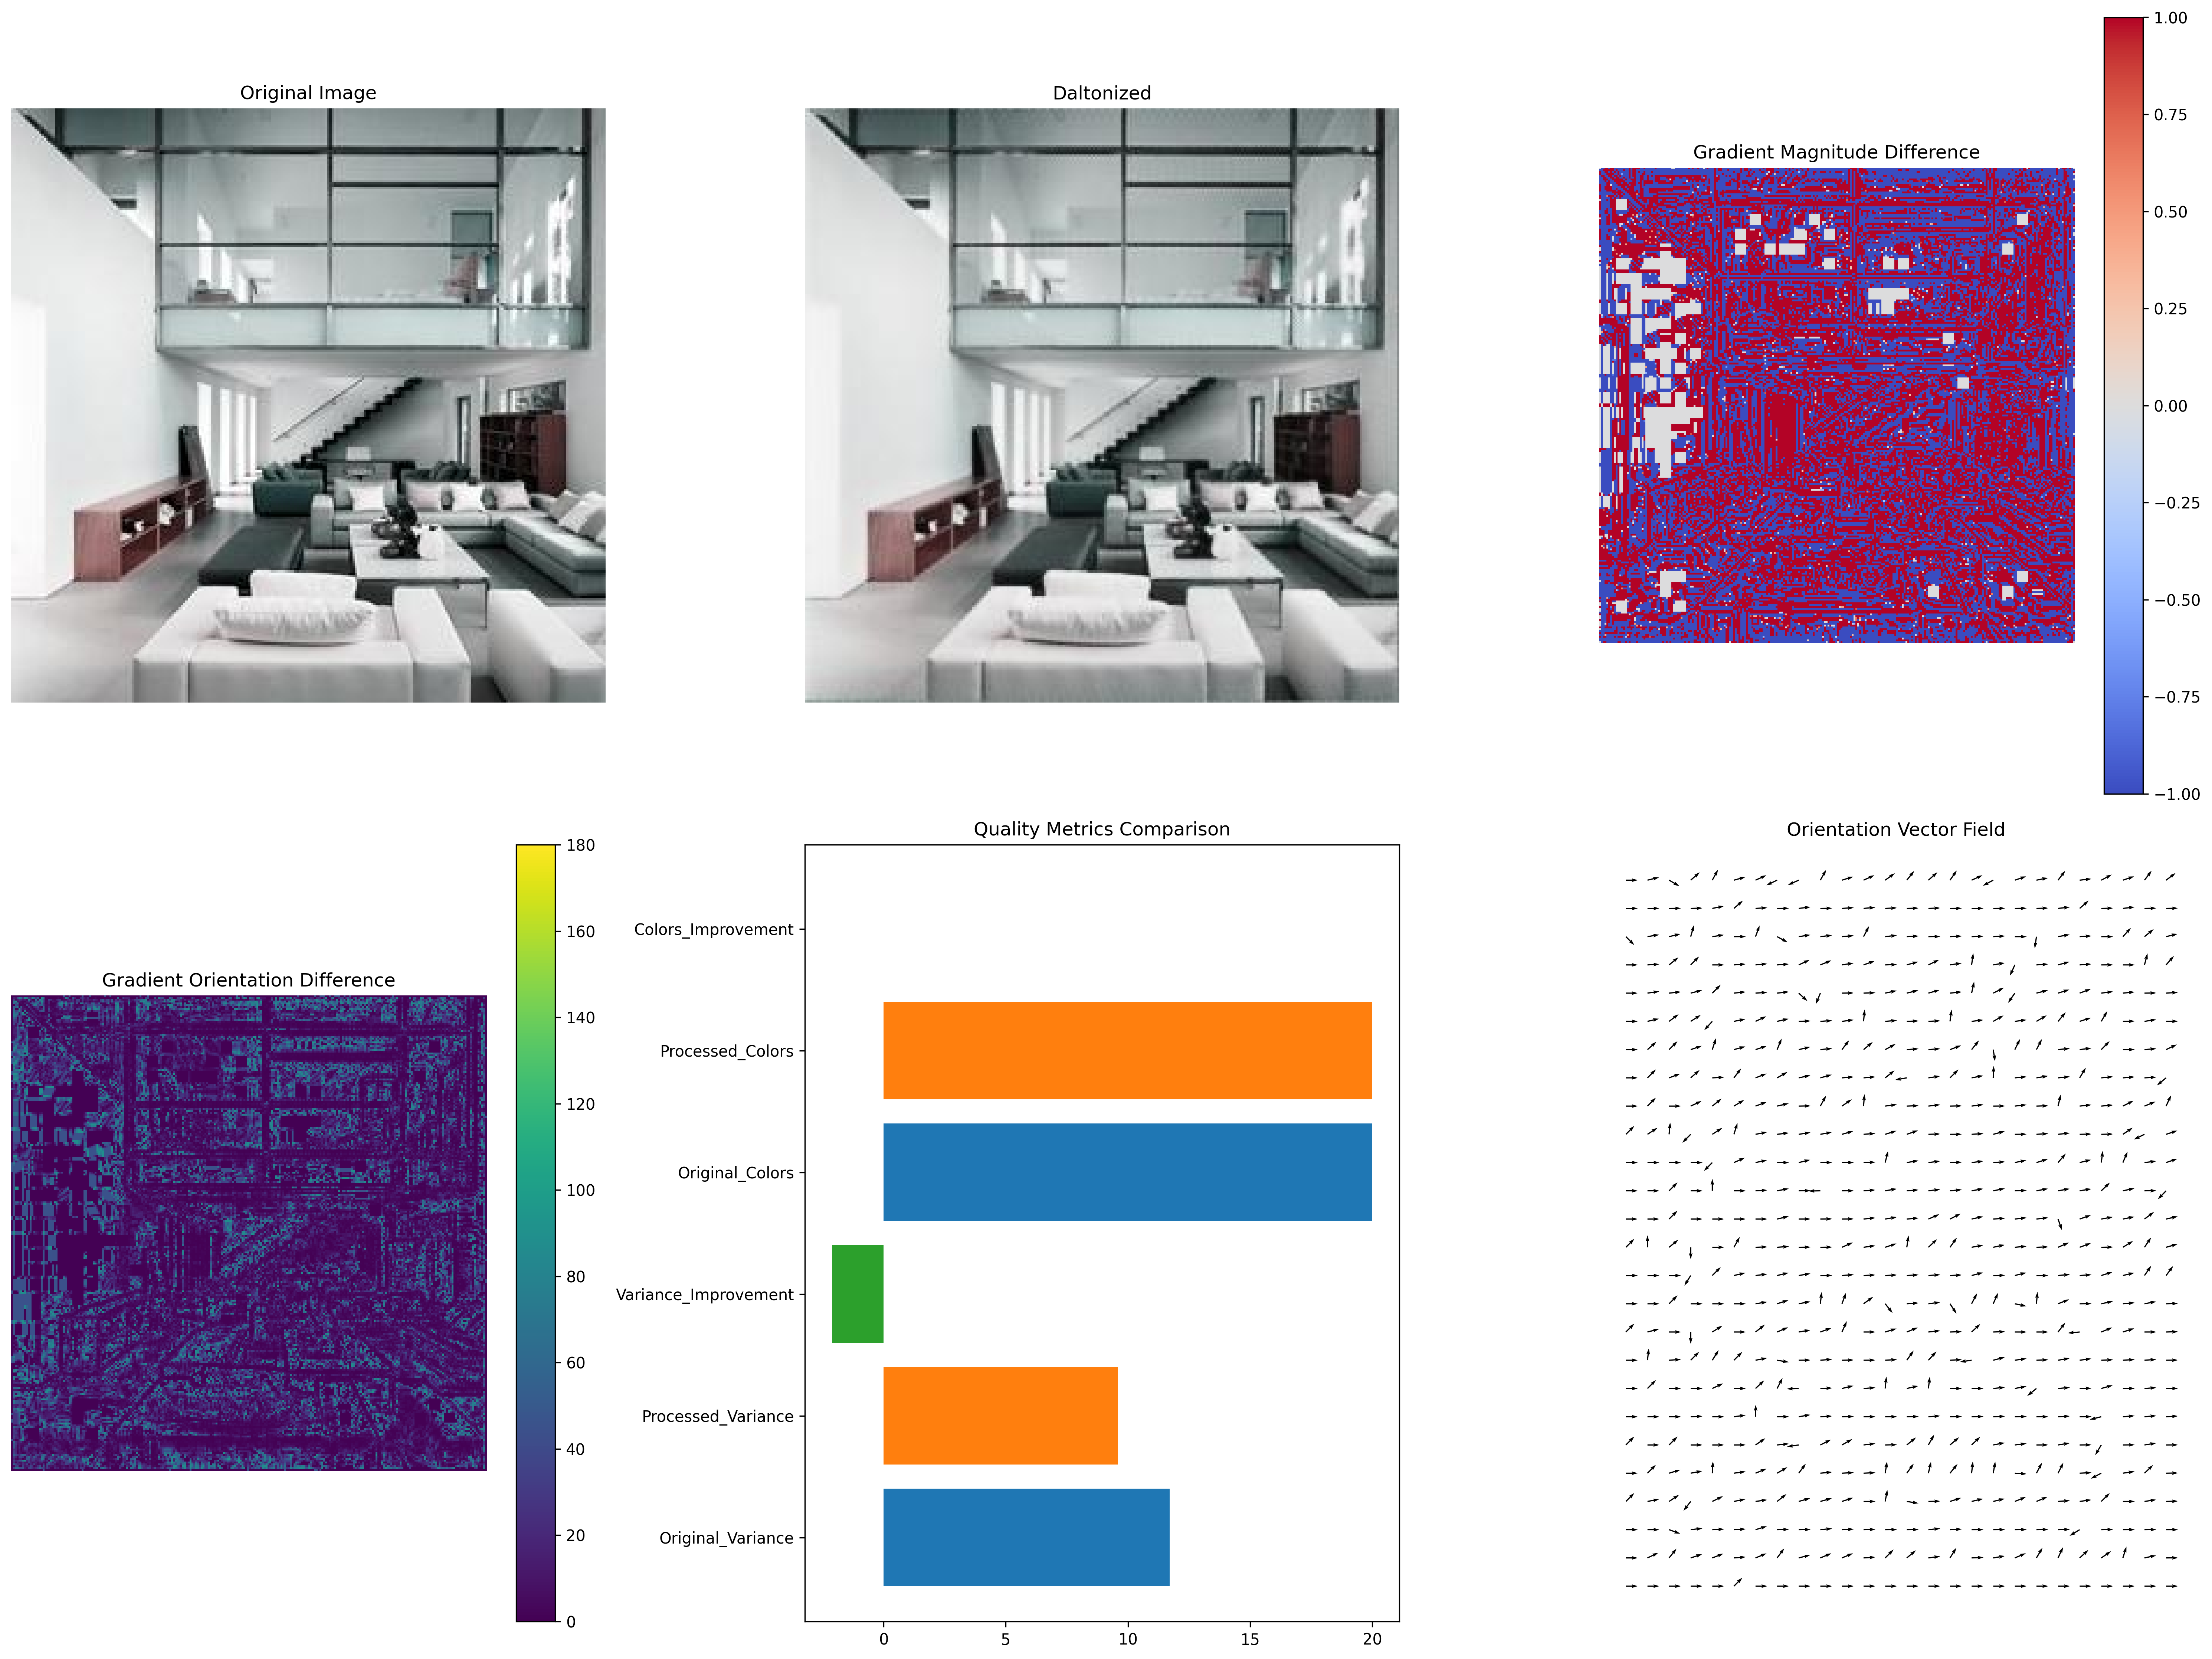 Original Image
Daltonized
Gradient Magnitude Difference
1.00
0.75
0.50
0.25
0.00
−0.25
−0.50
−0.75
−1.00
Gradient Orientation Difference
180
160
140
120
100
80
60
40
20
0
Quality Metrics Comparison
Colors_Improvement
Processed_Colors
Original_Colors
Variance_Improvement
Processed_Variance
Original_Variance
0 5 10 15 20
Orientation Vector Field